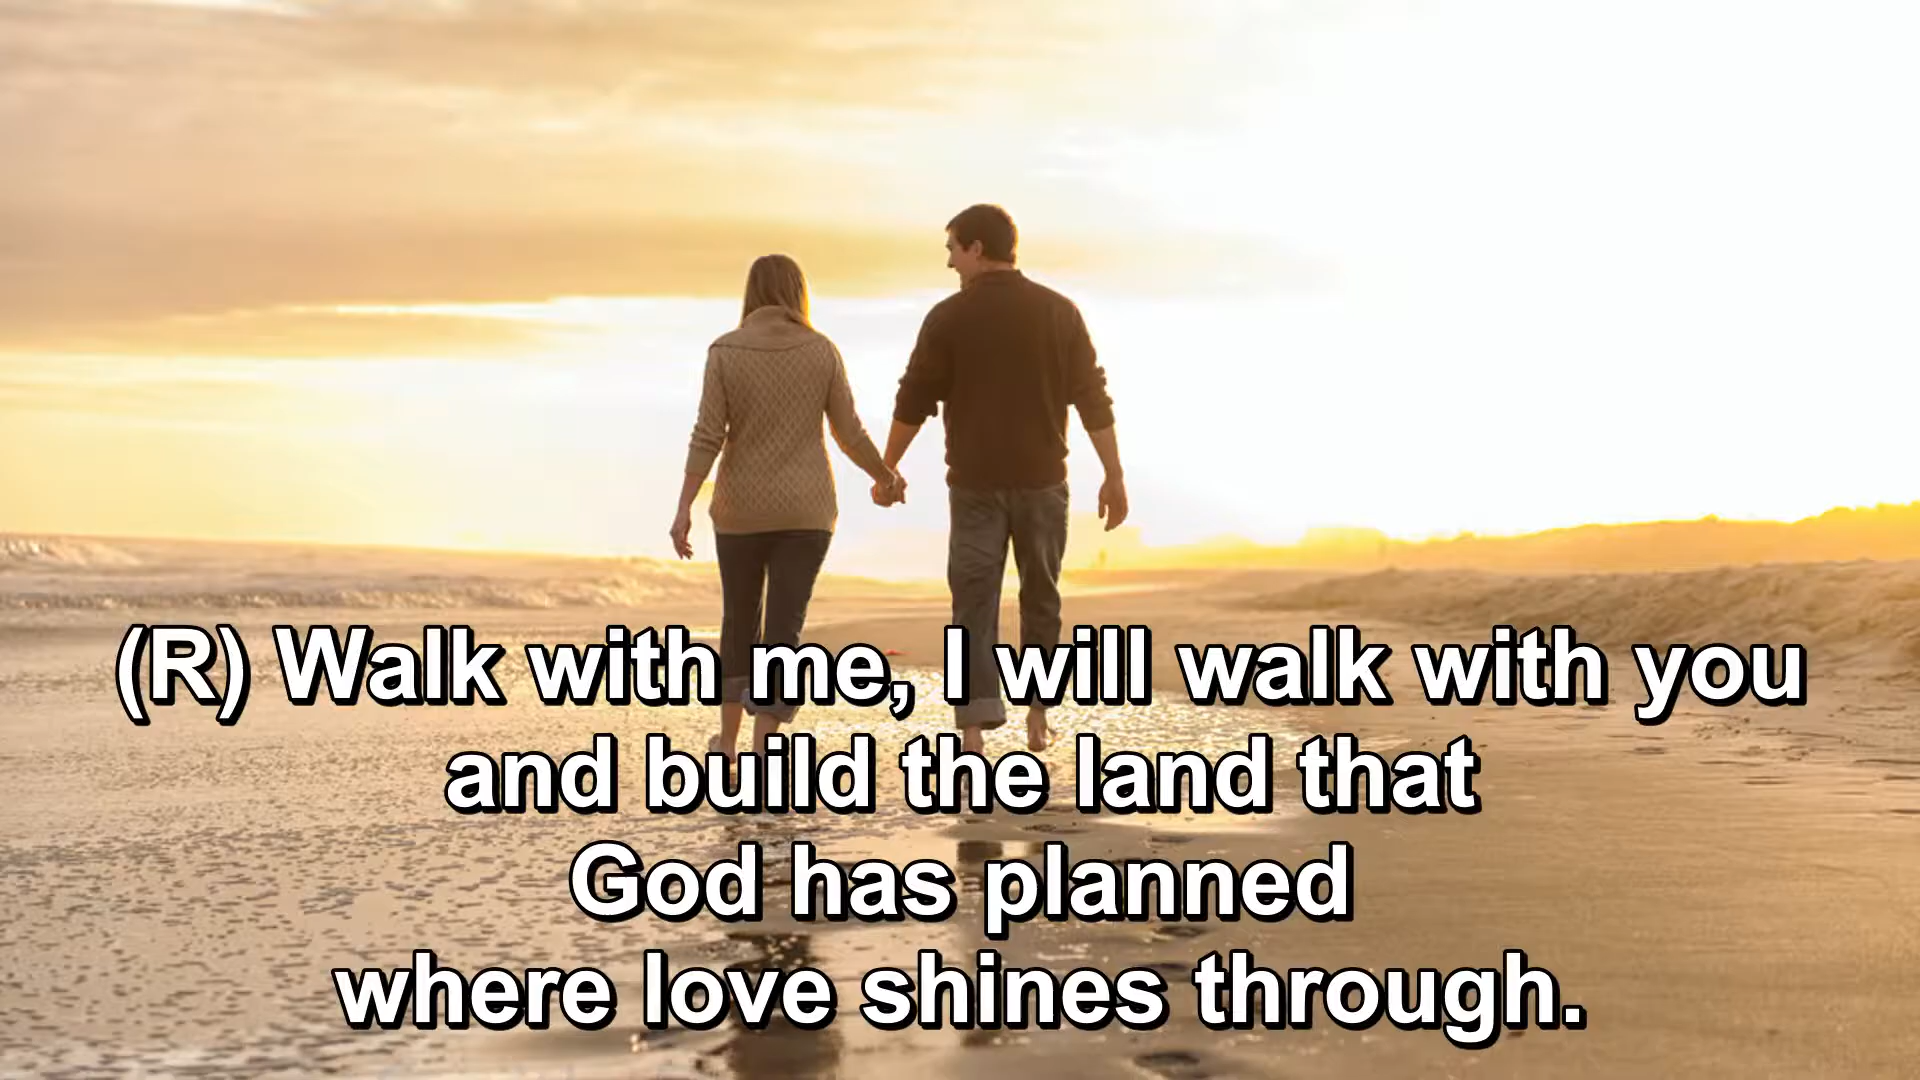 (R) Walk with me, I will walk with you
and build the land that
God has planned
where love shines through.